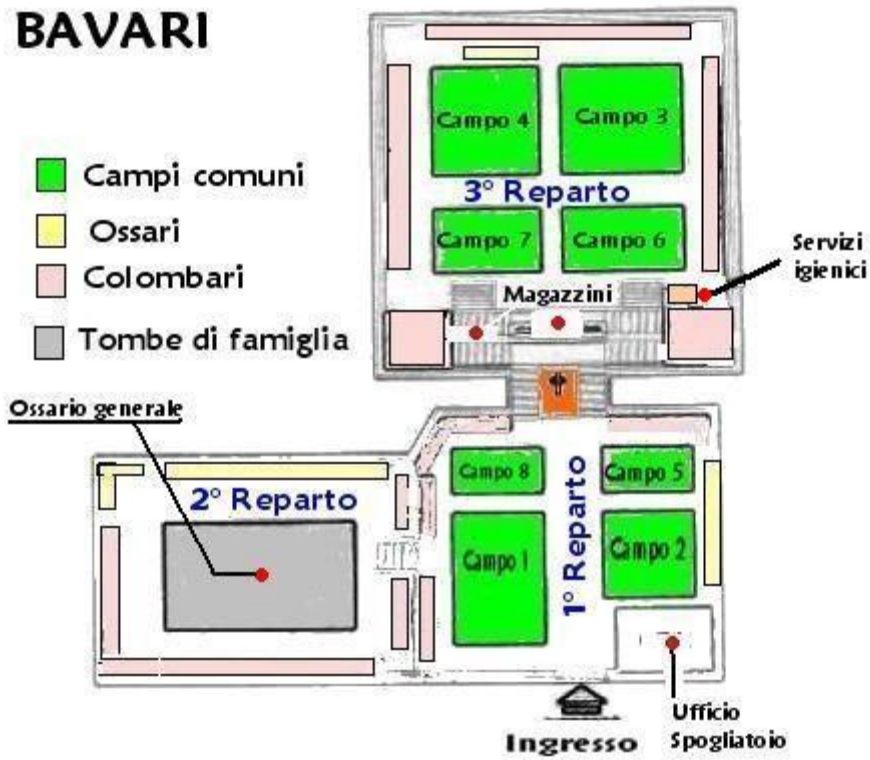 BAVARI
Campi comuni
Ossari
Colombari
Tombe di famiglia
Campo 4
Campo 3
3° Reparto
Campo 7
Campo 6
Servizi
igienici
Magazzini
Ossario generale
2° Reparto
Campo 8
Campo 5
1° Reparto
Campo 1
Campo 2
Ingresso
Ufficio
Spogliatoio